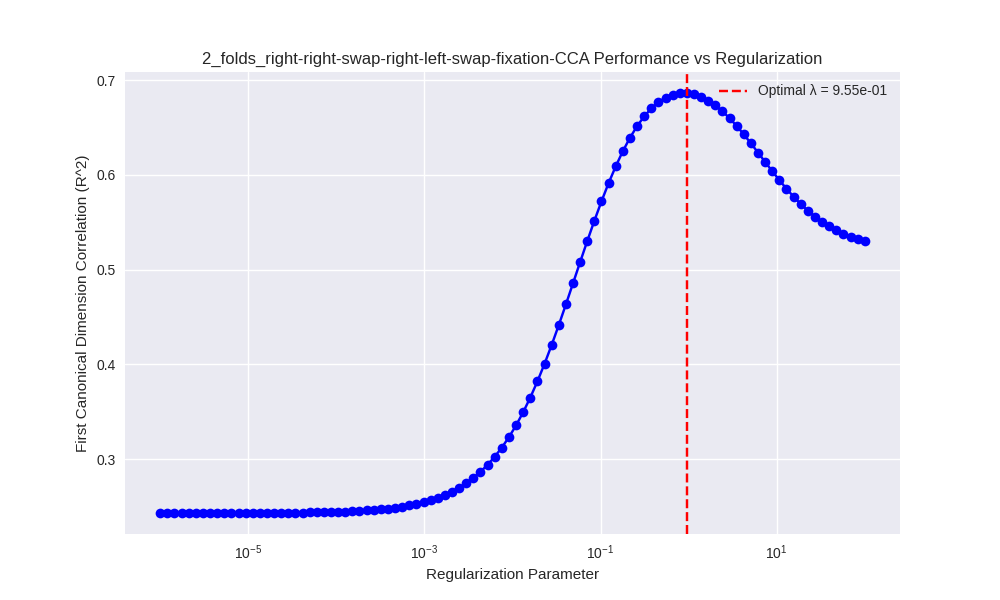 2_folds_right-right-swap-right-left-swap-fixation-CCA Performance vs Regularization
Optimal λ = 9.55e-01
First Canonical Dimension Correlation (R^2)
0.7
0.6
0.5
0.4
0.3
10⁻⁵ 10⁻³ 10⁻¹ 10¹
Regularization Parameter